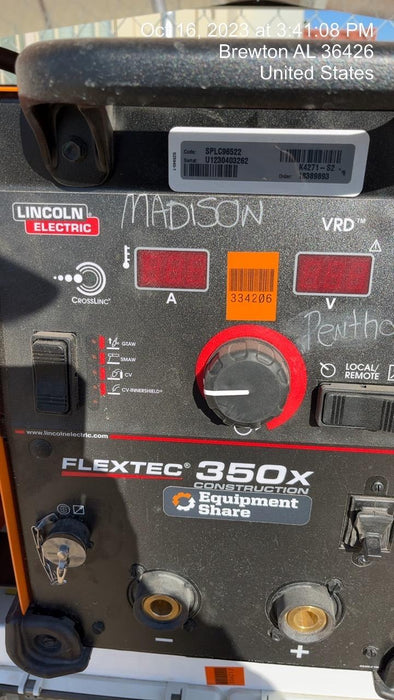 Oct 16, 2023 at 3:41:08 PM
Brewton AL 36426
United States
Code: SPLC96522
Serial: U1230403262
K4271-S2
LINCOLN
ELECTRIC
MADISON
VRD™
CROSSLINC
A
334206
V
GTAW
SMAW
CV
CV-INNERSHIELD
LOCAL/
REMOTE
www.lincolnelectric.com
FLEXTEC® 350X
CONSTRUCTION
Equipment
Share